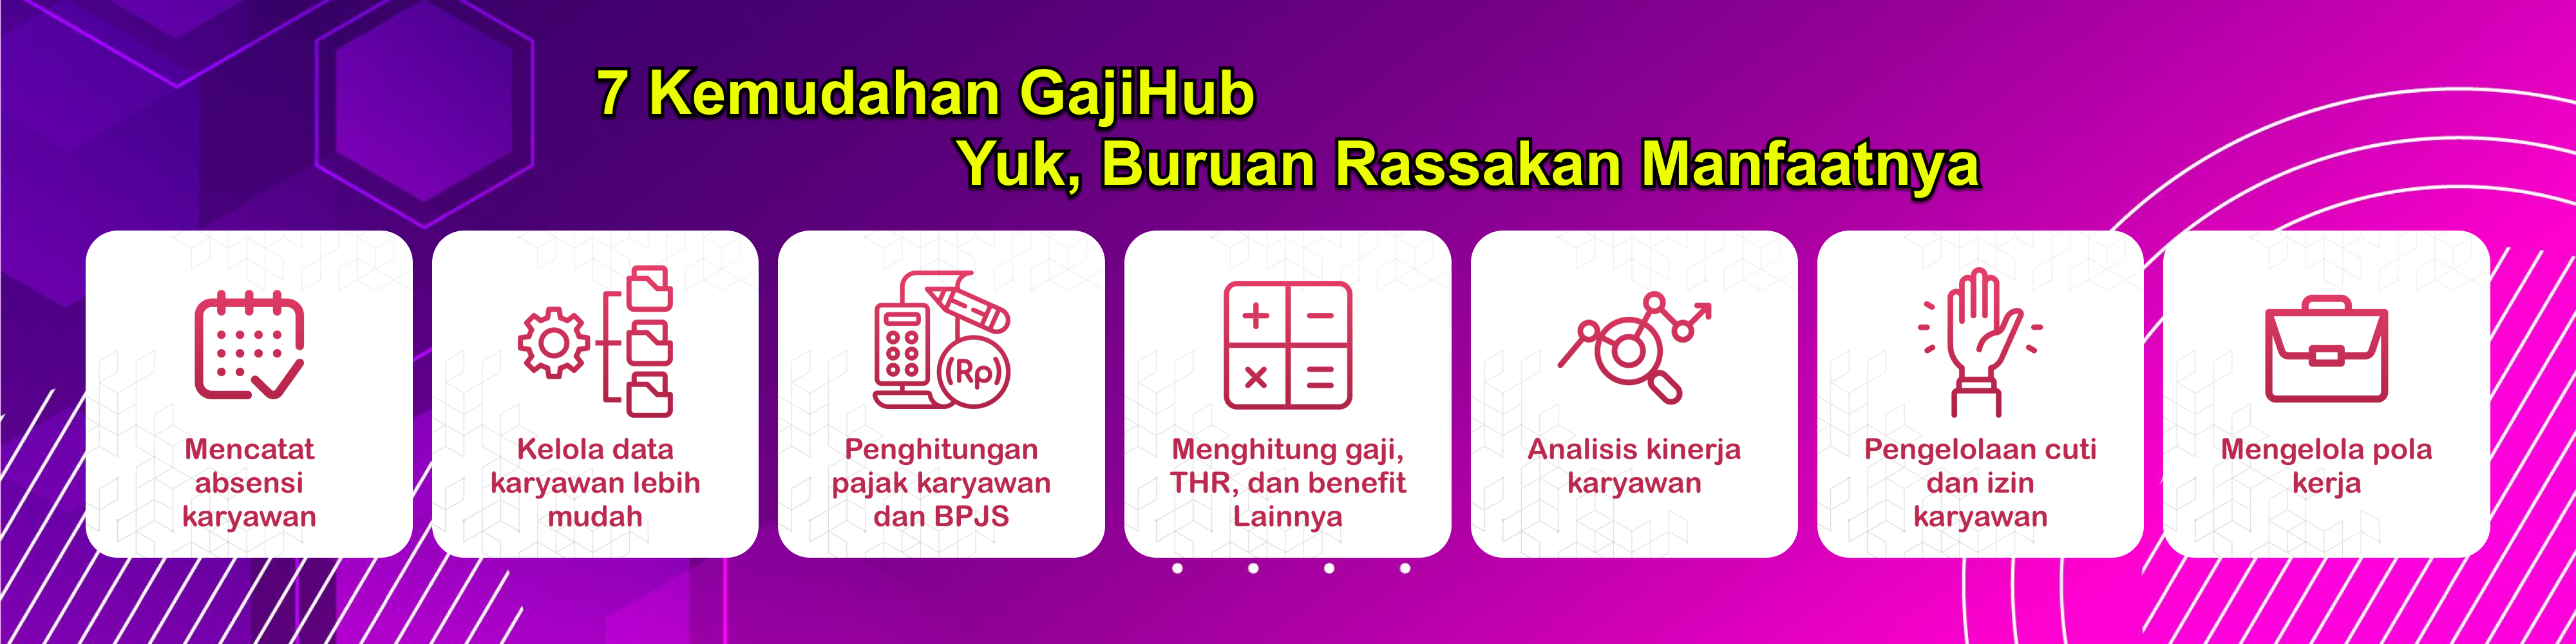 7 Kemudahan GajiHub
Yuk, Buruan Rassakan Manfaatnya
Mencatat
absensi
karyawan
Kelola data
karyawan lebih
mudah
Rp
Penghitungan
pajak karyawan
dan BPJS
Menghitung gaji,
THR, dan benefit
Lainnya
Analisis kinerja
karyawan
Pengelolaan cuti
dan izin
karyawan
Mengelola pola
kerja